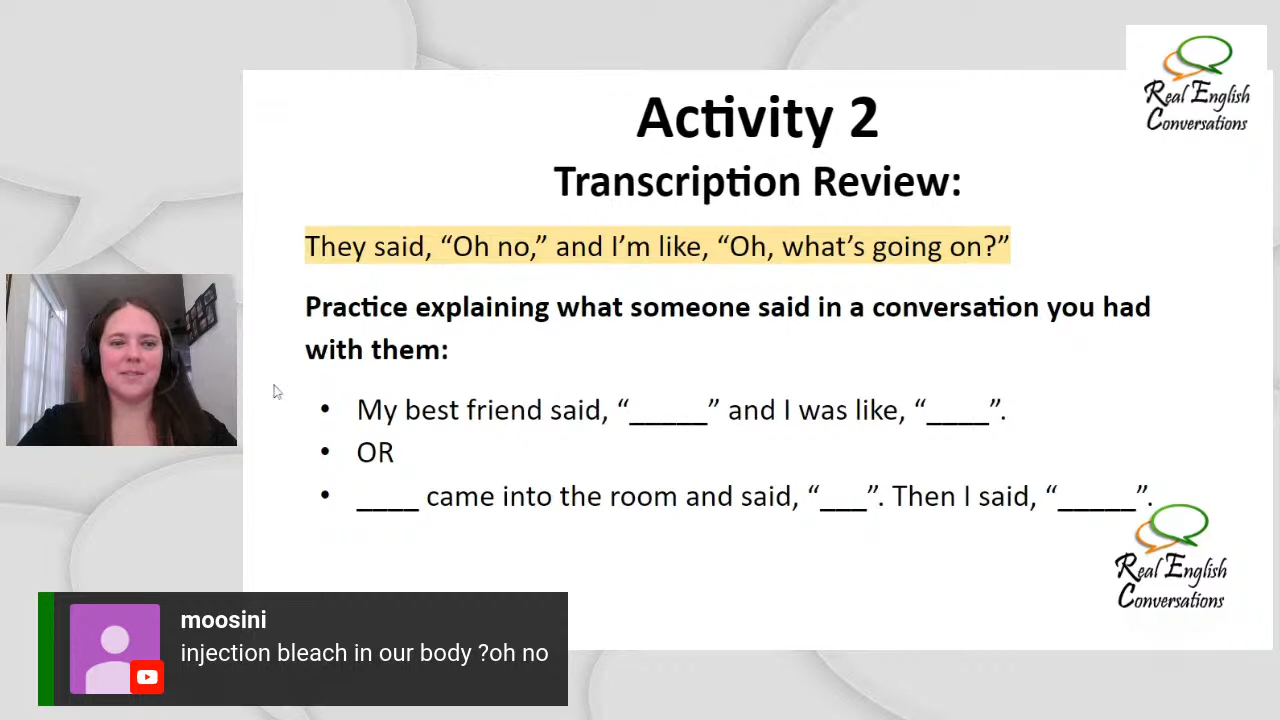 Real English
Conversations
Activity 2
Transcription Review:
They said, “Oh no,” and I’m like, “Oh, what’s going on?”
Practice explaining what someone said in a conversation you had
with them:
• My best friend said, “_____” and I was like, “____”.
• OR
• ____ came into the room and said, “___”. Then I said, “_____”.
Real English
Conversations
moosini
injection bleach in our body ?oh no